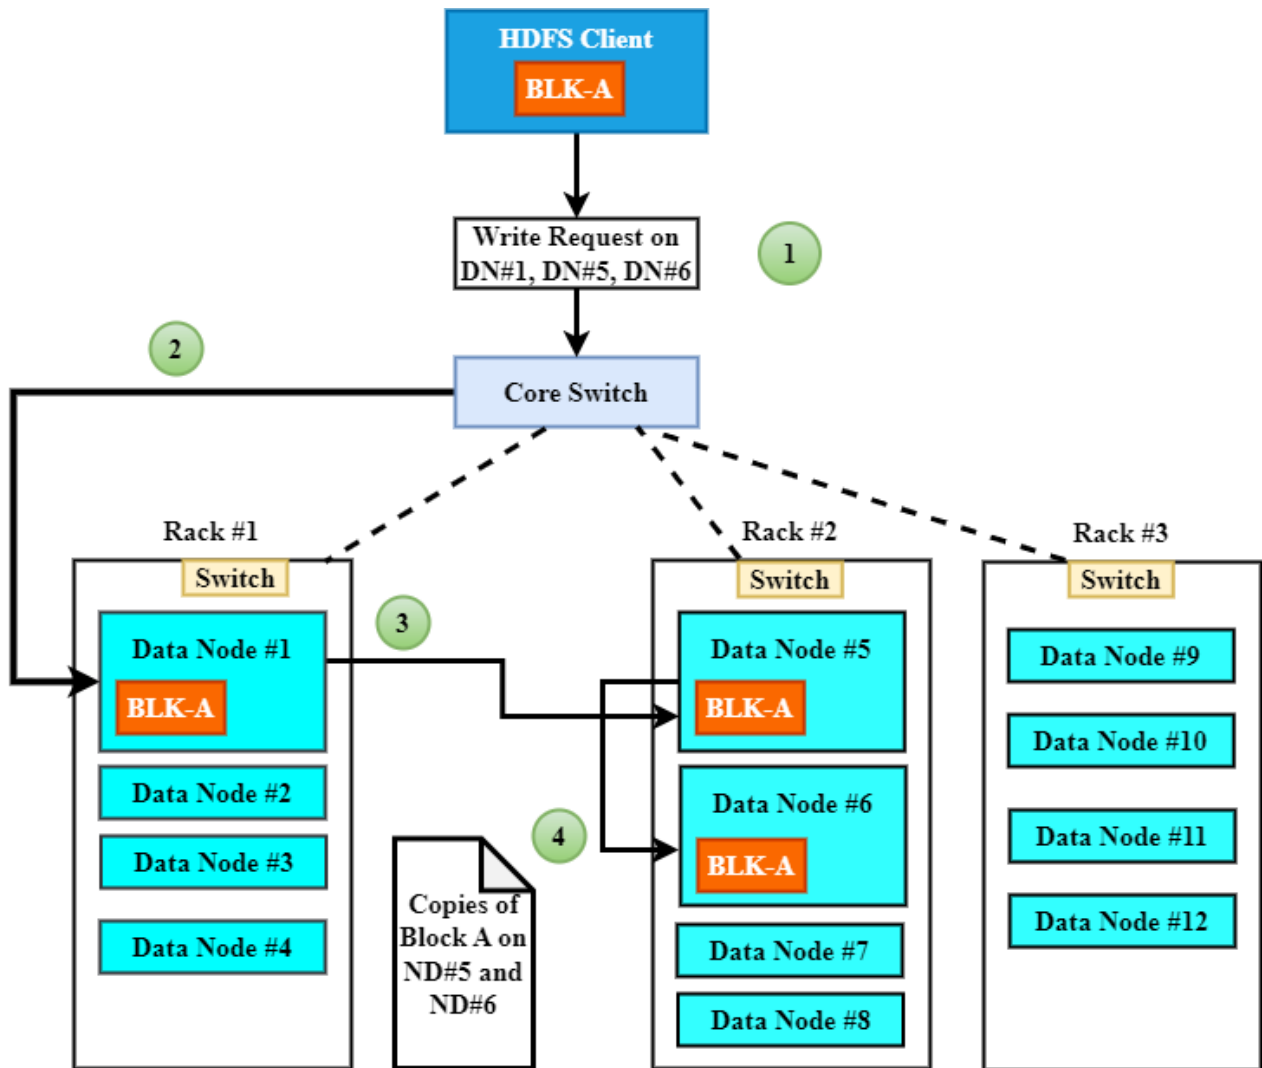 HDFS Client
BLK-A
Write Request on
DN#1, DN#5, DN#6
1
2
Core Switch
Rack #1
Rack #2
Rack #3
Switch
Switch
Switch
Data Node #1
BLK-A
Data Node #2
Data Node #3
Data Node #4
3
4
Copies of
Block A on
ND#5 and
ND#6
Data Node #5
BLK-A
Data Node #6
BLK-A
Data Node #7
Data Node #8
Data Node #9
Data Node #10
Data Node #11
Data Node #12